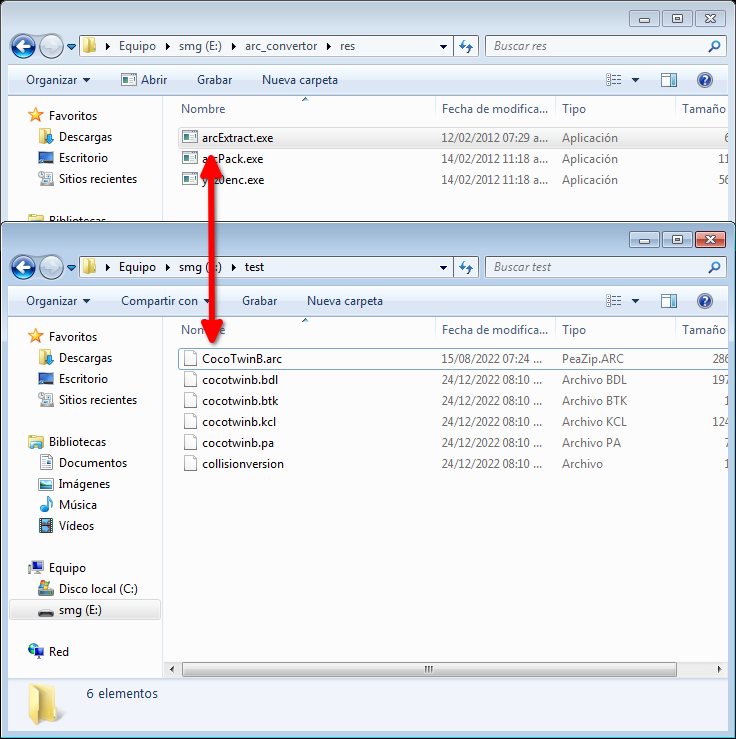 Equipo ▸ smg (E:) ▸ arc_convertor ▸ res
Buscar res
Organizar Abrir Grabar Nueva carpeta
Nombre Fecha de modifica... Tipo Tamaño
Favoritos
Descargas
Escritorio
Sitios recientes
Bibliotecas
arcExtract.exe 12/02/2012 07:29 a... Aplicación 6
arcPack.exe 14/02/2012 11:18 a... Aplicación 11
yaz0enc.exe 14/02/2012 11:18 a... Aplicación 56
Equipo ▸ smg (E:) ▸ test
Buscar test
Organizar Compartir con Grabar Nueva carpeta
Nombre Fecha de modifica... Tipo Tamaño
Favoritos
Descargas
Escritorio
Sitios recientes
Bibliotecas
Documentos
Imágenes
Música
Vídeos
Equipo
Disco local (C:)
smg (E:)
Red
CocoTwinB.arc 15/08/2022 07:24 ... PeaZip.ARC 286
cocotwinb.bdl 24/12/2022 08:10 ... Archivo BDL 197
cocotwinb.btk 24/12/2022 08:10 ... Archivo BTK 1
cocotwinb.kcl 24/12/2022 08:10 ... Archivo KCL 124
cocotwinb.pa 24/12/2022 08:10 ... Archivo PA 7
collisionversion 24/12/2022 08:10 ... Archivo 1
6 elementos